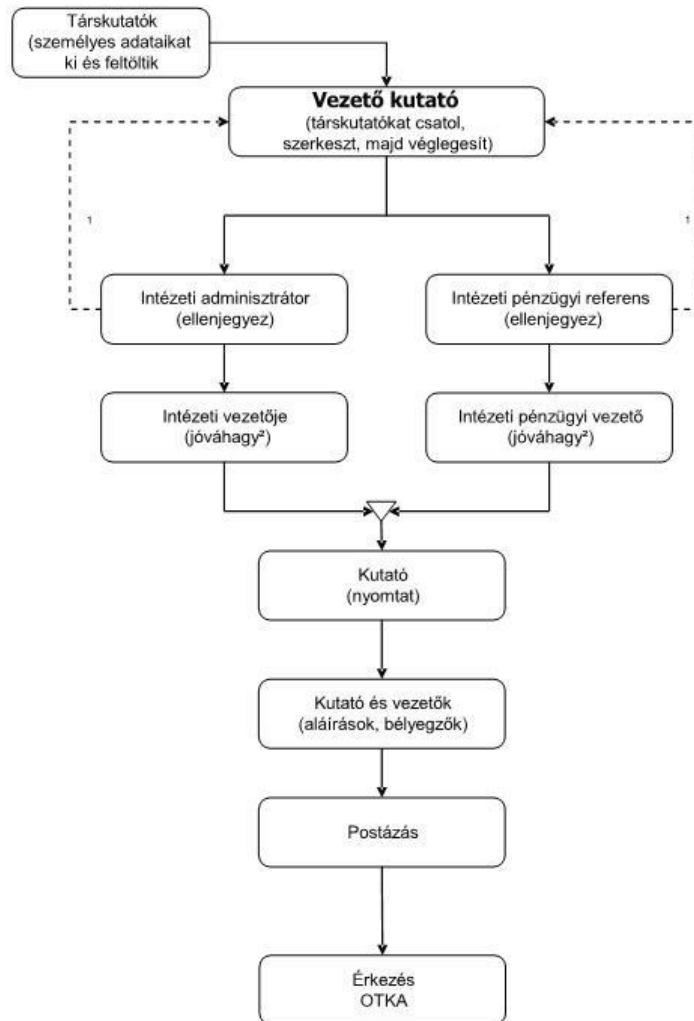 Társkutatók
(személyes adataikat
ki és feltöltik
Vezető kutató
(társkutatókat csatol,
szerkeszt, majd véglegesít)
1
1
Intézeti adminisztrátor
(ellenjegyez)
Intézeti pénzügyi referens
(ellenjegyez)
Intézeti vezetője
(jóváhagy²)
Intézeti pénzügyi vezető
(jóváhagy²)
Kutató
(nyomtat)
Kutató és vezetők
(aláírások, bélyegzők)
Postázás
Érkezés
OTKA